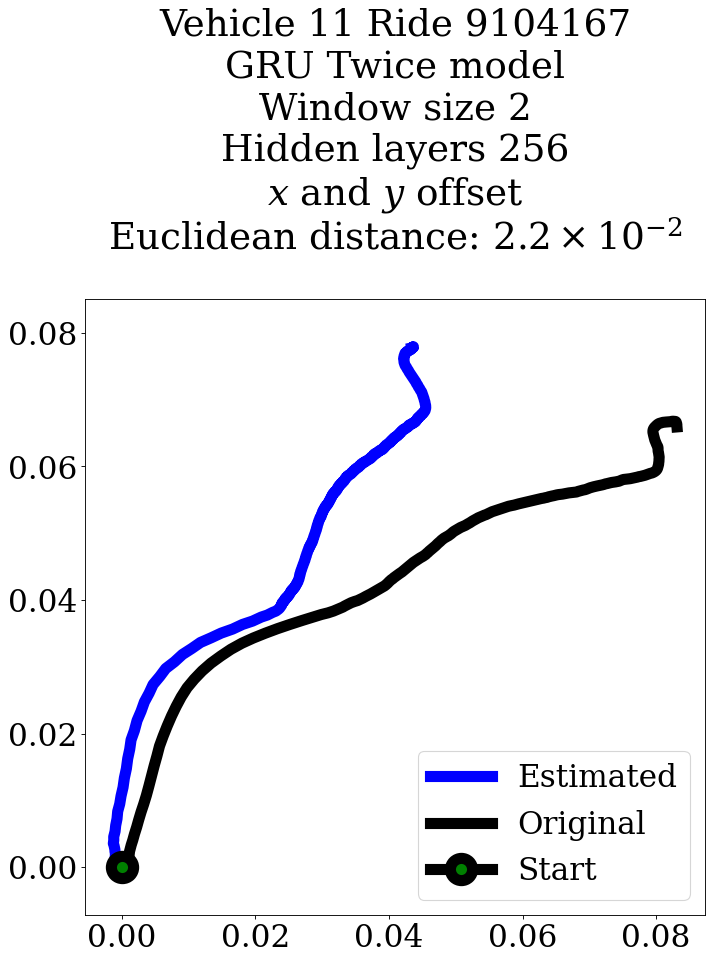 Vehicle 11 Ride 9104167
GRU Twice model
Window size 2
Hidden layers 256
x and y offset
Euclidean distance: 2.2 × 10⁻²
0.08
0.06
0.04
0.02
0.00
Estimated
Original
Start
0.00 0.02 0.04 0.06 0.08